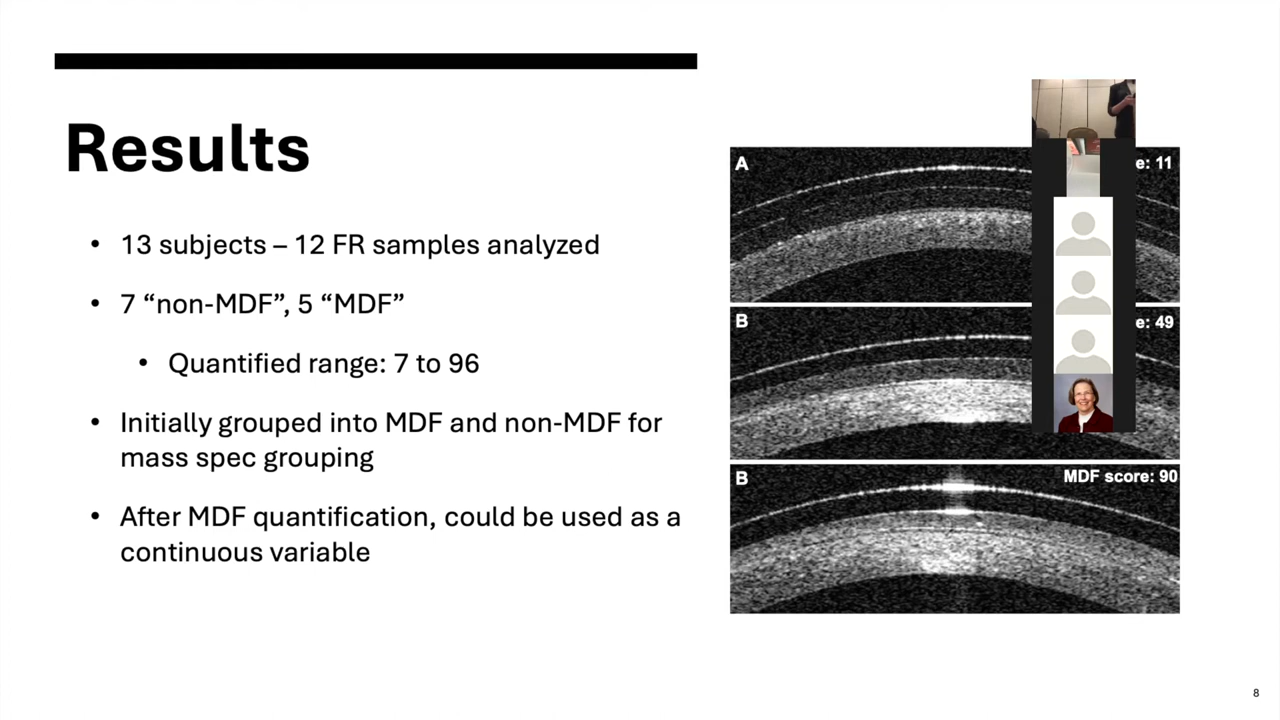 Results
• 13 subjects – 12 FR samples analyzed
• 7 “non-MDF”, 5 “MDF”
• Quantified range: 7 to 96
• Initially grouped into MDF and non-MDF for
mass spec grouping
• After MDF quantification, could be used as a
continuous variable
A
e: 11
B
e: 49
B
MDF score: 90
8